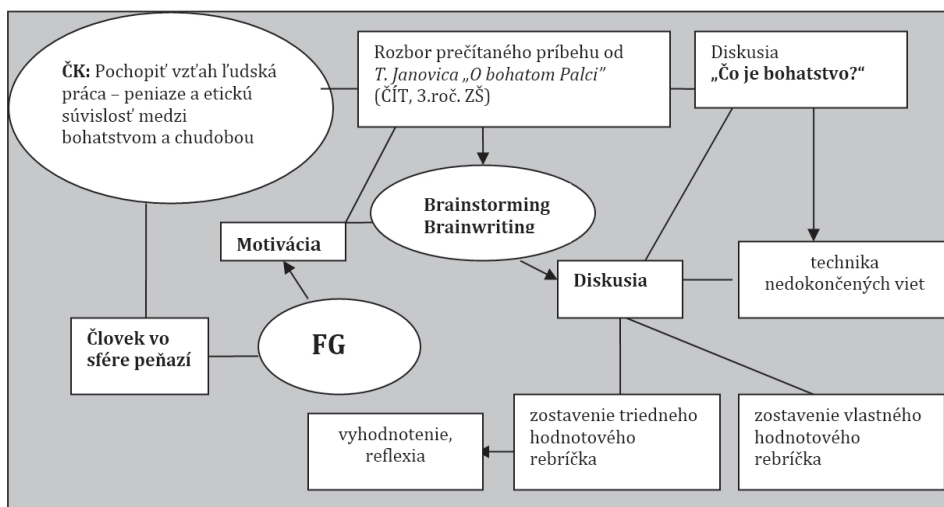 ČK: Pochopiť vzťah ľudská
práca – peniaze a etickú
súvislosť medzi
bohatstvom a chudobou
Rozbor prečítaného príbehu od
T. Janovica „O bohatom Palci"
(ČÍT, 3.roč. ZŠ)
Diskusia
„Čo je bohatstvo?“
Brainstorming
Brainwriting
Motivácia
Diskusia
technika
nedokončených viet
Človek vo
sfére peňazí
FG
vyhodnotenie,
reflexia
zostavenie triedneho
hodnotového
rebríčka
zostavenie vlastného
hodnotového
rebríčka